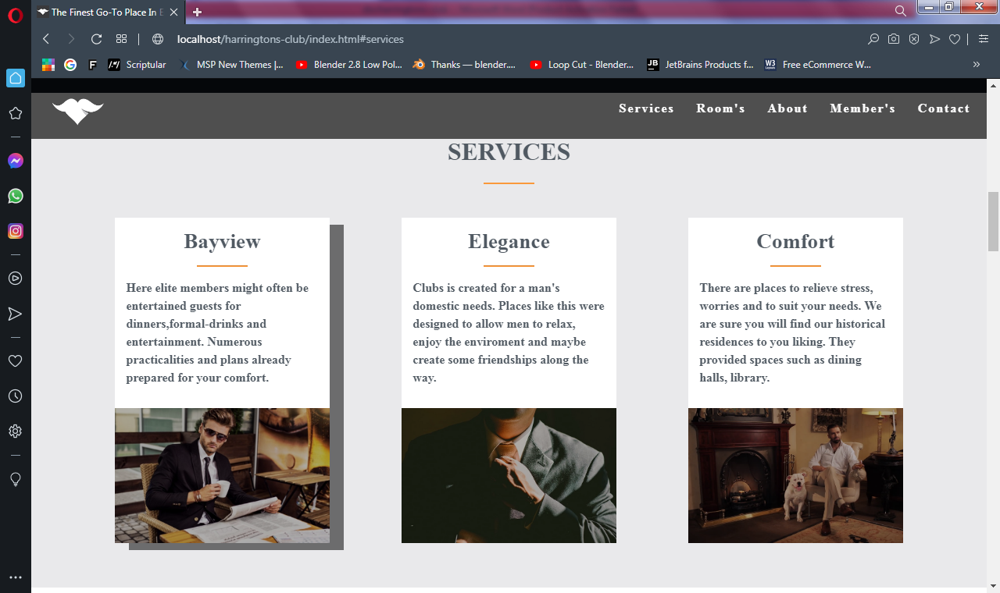 The Finest Go-To Place In E
localhost/harringtons-club/index.html#services
Scriptular
MSP New Themes |...
Blender 2.8 Low Pol...
Thanks — blender....
Loop Cut - Blender...
JB
JetBrains Products f...
W3
Free eCommerce W...
Services Room's About Member's Contact
SERVICES
Bayview
Here elite members might often be
entertained guests for
dinners,formal-drinks and
entertainment. Numerous
practicalities and plans already
prepared for your comfort.
Elegance
Clubs is created for a man's
domestic needs. Places like this were
designed to allow men to relax,
enjoy the enviroment and maybe
create some friendships along the
way.
Comfort
There are places to relieve stress,
worries and to suit your needs. We
are sure you will find our historical
residences to you liking. They
provided spaces such as dining
halls, library.